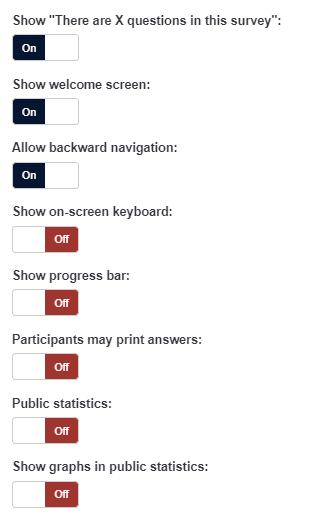 Show "There are X questions in this survey":
On
Show welcome screen:
On
Allow backward navigation:
On
Show on-screen keyboard:
Off
Show progress bar:
Off
Participants may print answers:
Off
Public statistics:
Off
Show graphs in public statistics:
Off